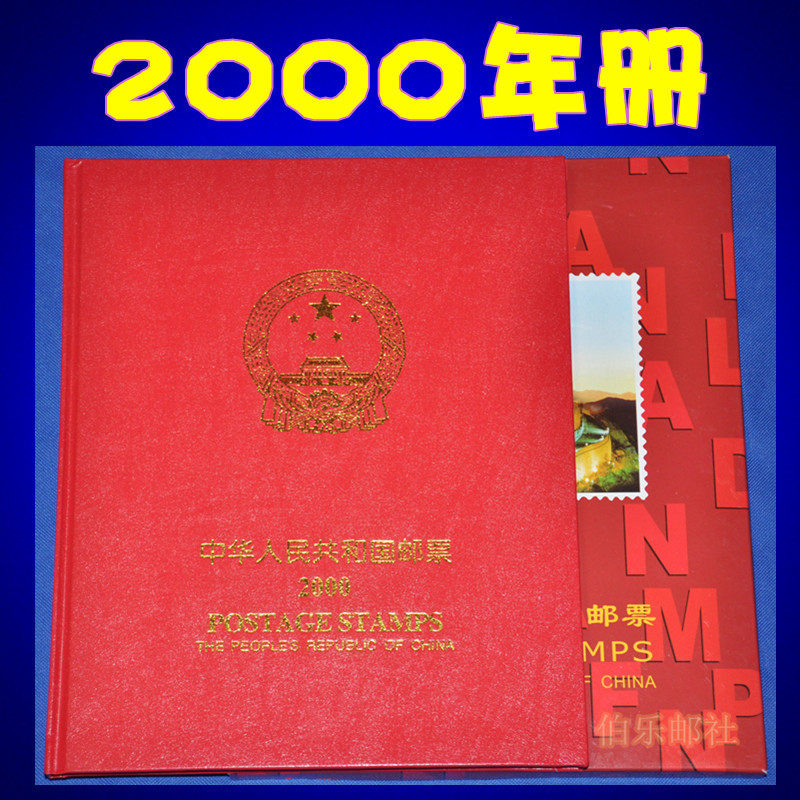 2000年册
中华人民共和国邮票
2000
POSTAGE STAMPS
THE PEOPLE'S REPUBLIC OF CHINA
邮票
MPS
F CHINA
伯乐邮社